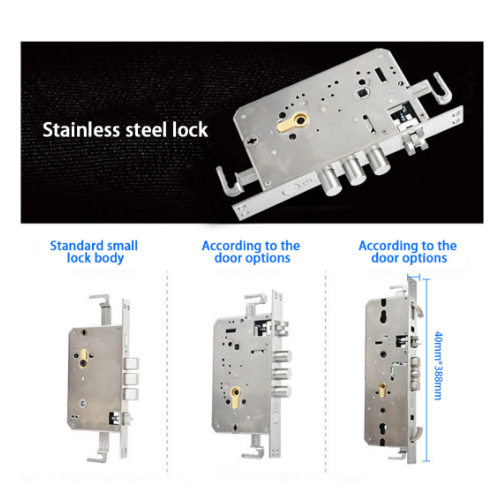 Stainless steel lock
Standard small
lock body
According to the
door options
According to the
door options
40mm*388mm